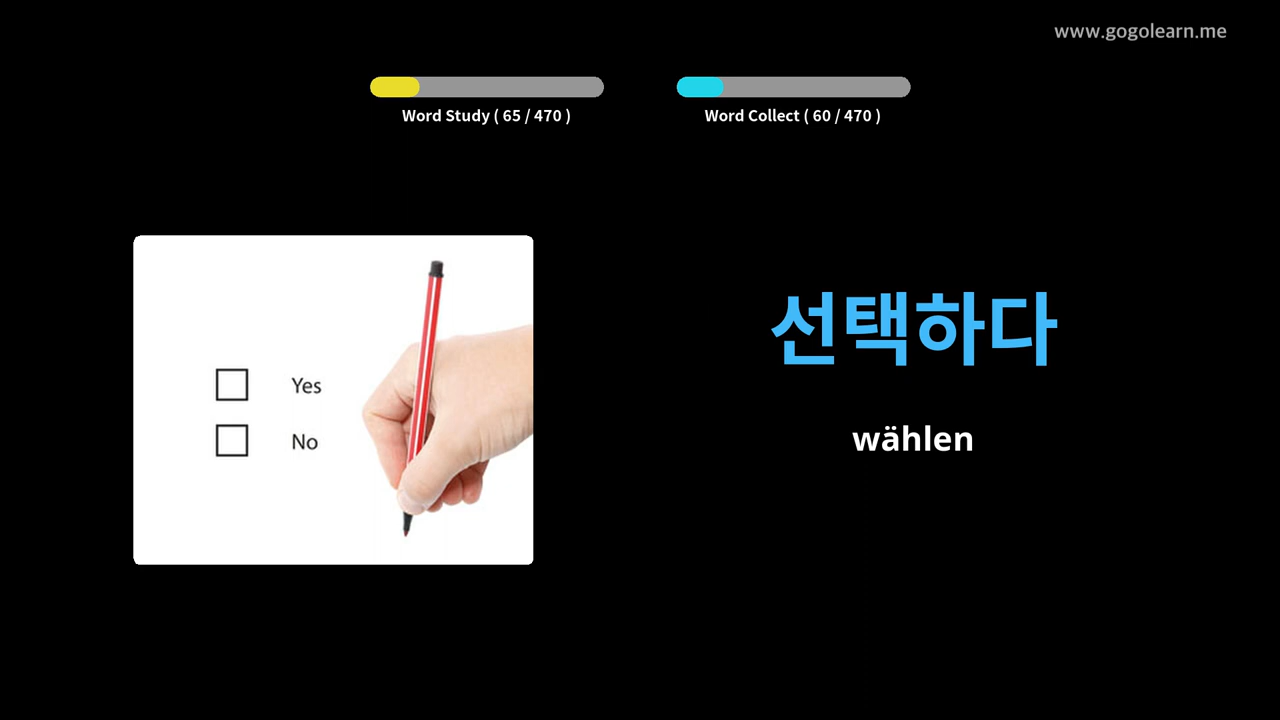 www.gogolearn.me
Word Study ( 65 / 470 )
Word Collect ( 60 / 470 )
Yes
No
선택하다
wählen